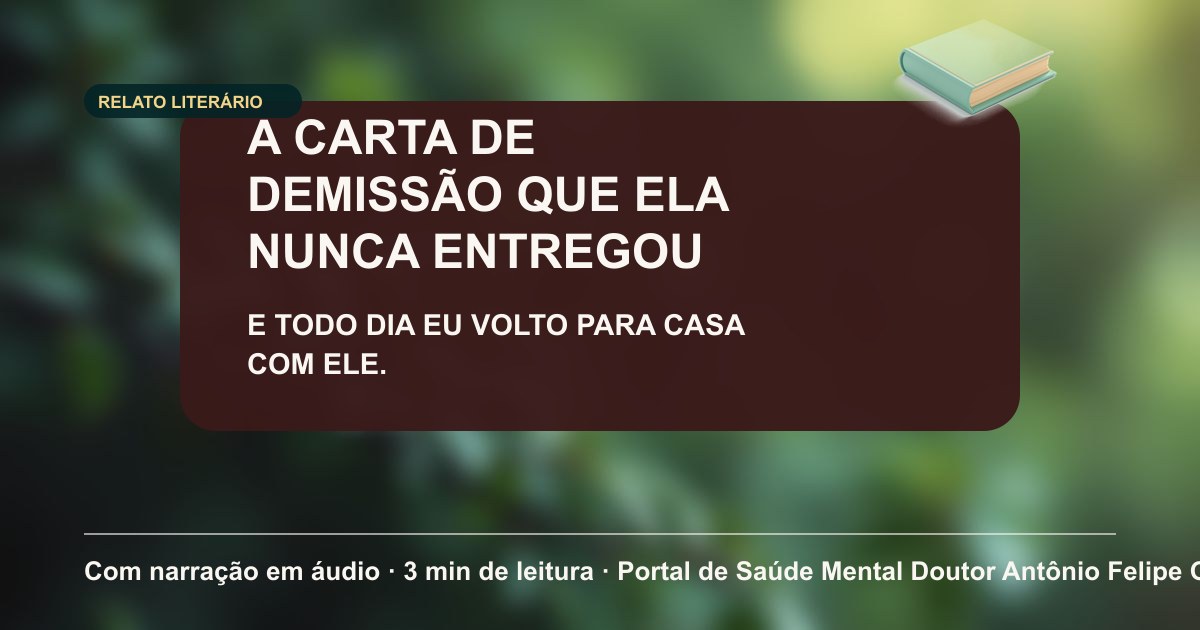 RELATO LITERÁRIO
A CARTA DE
DEMISSÃO QUE ELA
NUNCA ENTREGOU
E TODO DIA EU VOLTO PARA CASA
COM ELE.
Com narração em áudio · 3 min de leitura · Portal de Saúde Mental Doutor Antônio Felipe